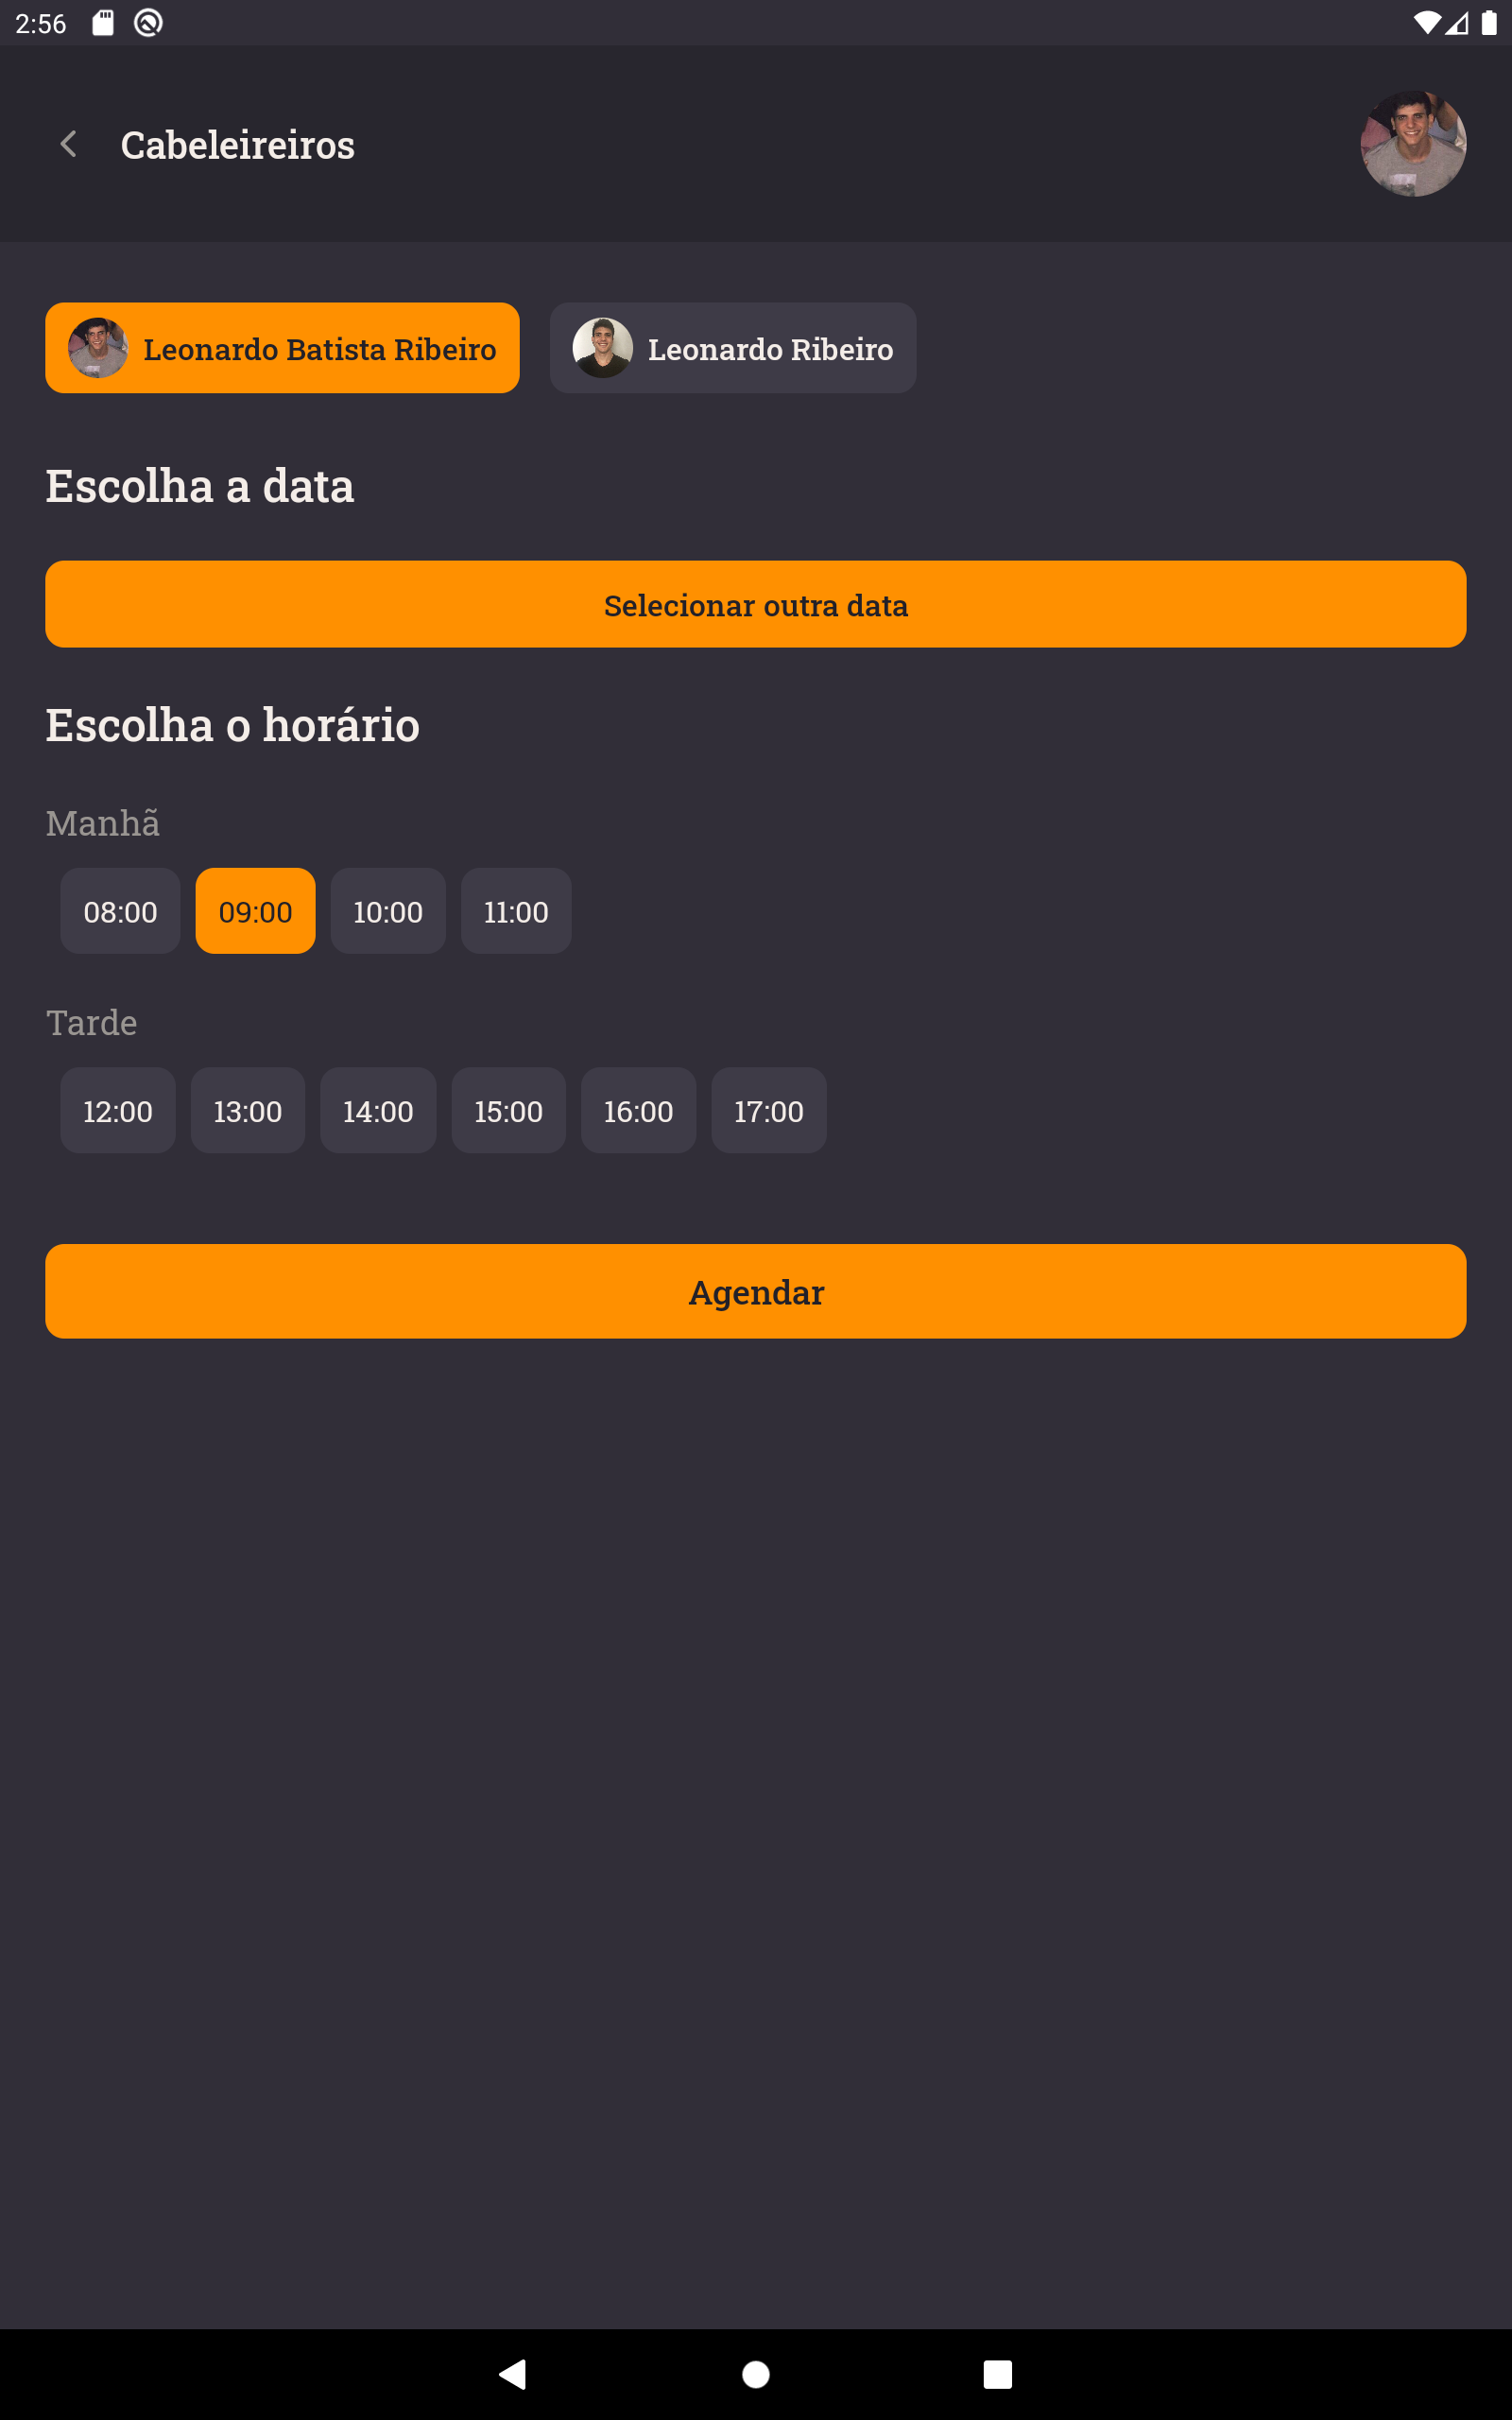 2:56
Cabeleireiros
Leonardo Batista Ribeiro
Leonardo Ribeiro
Escolha a data
Selecionar outra data
Escolha o horário
Manhã
08:00 09:00 10:00 11:00
Tarde
12:00 13:00 14:00 15:00 16:00 17:00
Agendar